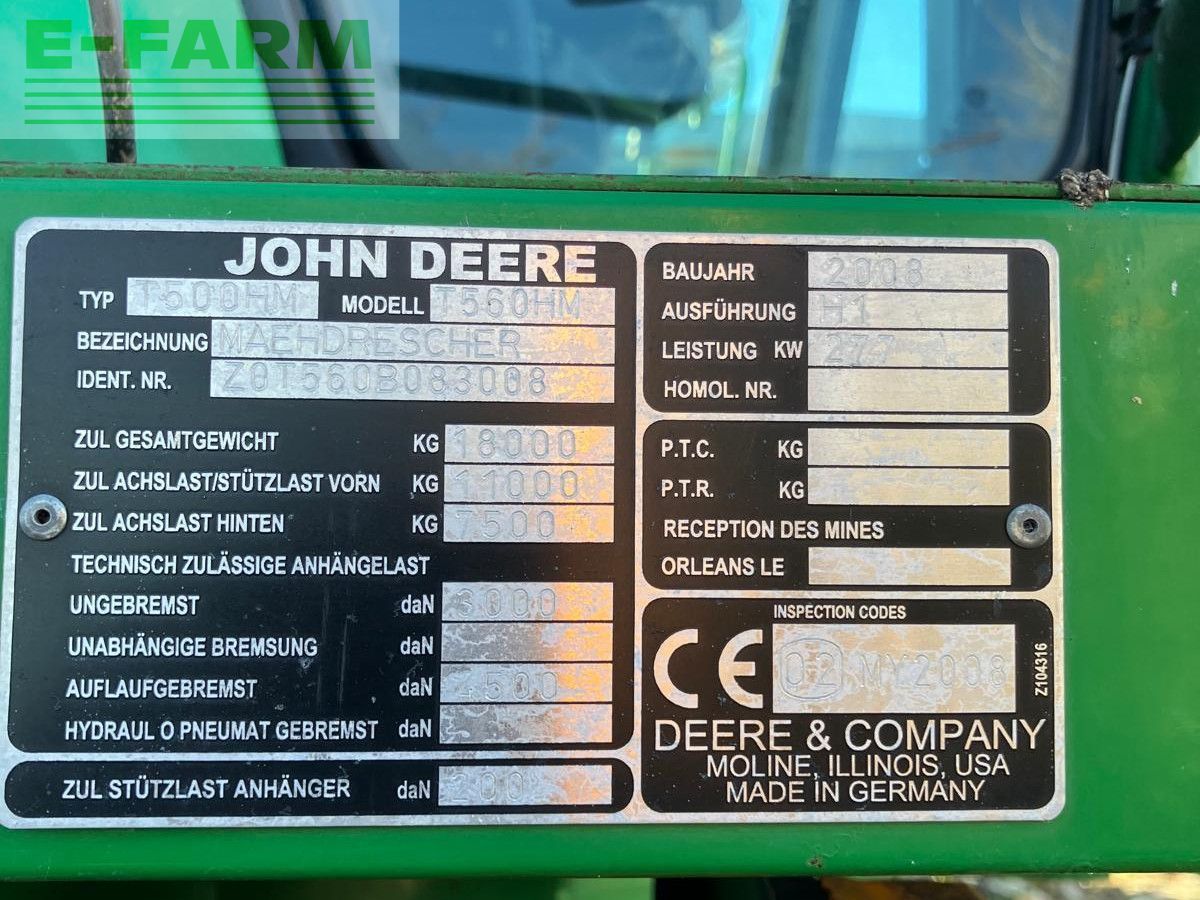 E-FARM
JOHN DEERE
TYP T500HM MODELL T560HM
BEZEICHNUNG MAEHDRESCHER
IDENT. NR. Z0T560B083008
ZUL GESAMTGEWICHT KG 18000
ZUL ACHSLAST/STÜTZLAST VORN KG 11000
ZUL ACHSLAST HINTEN KG 7500
TECHNISCH ZULÄSSIGE ANHÄNGELAST
UNGEBREMST daN 3000
UNABHÄNGIGE BREMSUNG daN
AUFLAUFGEBREMST daN 4500
HYDRAUL O PNEUMAT GEBREMST daN
ZUL STÜTZLAST ANHÄNGER daN 200
BAUJAHR 2008
AUSFÜHRUNG H1
LEISTUNG KW 277
HOMOL. NR.
P.T.C. KG
P.T.R. KG
RECEPTION DES MINES
ORLEANS LE
INSPECTION CODES
CE 02 MY2008
Z104316
DEERE & COMPANY
MOLINE, ILLINOIS, USA
MADE IN GERMANY